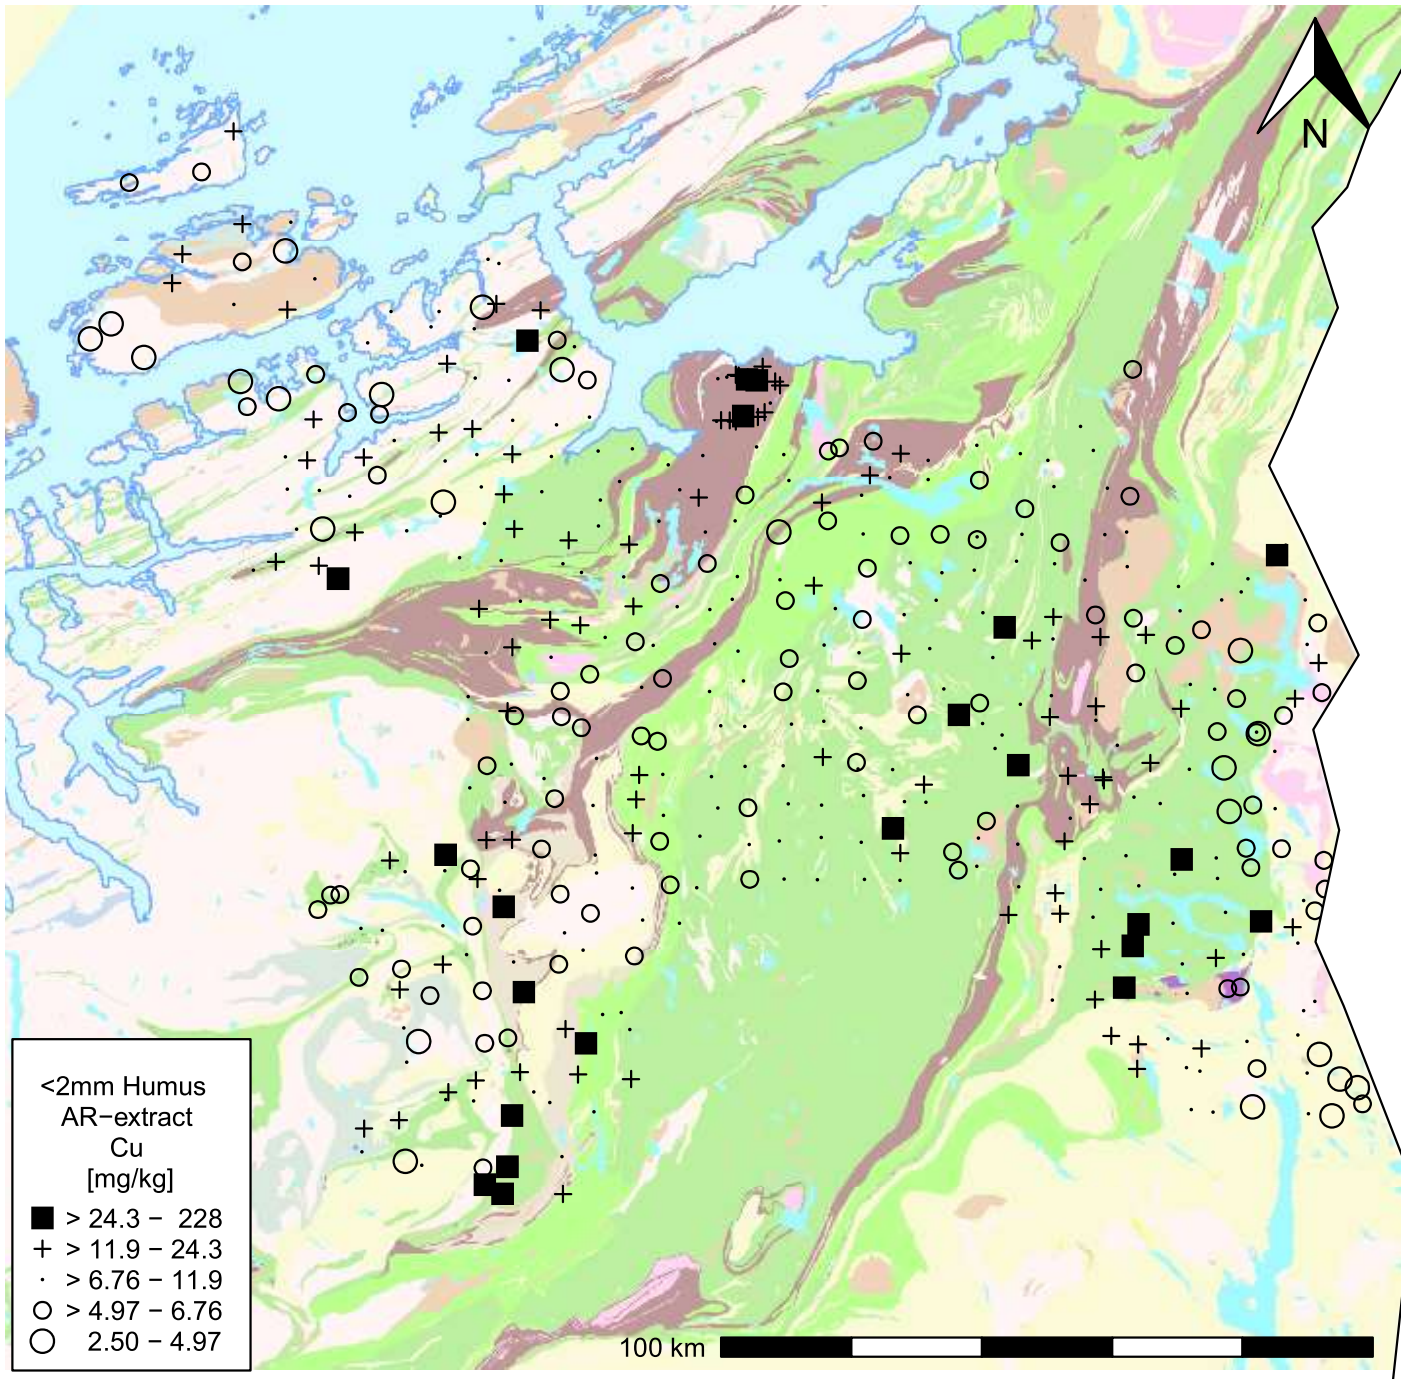 N
<2mm Humus
AR−extract
Cu
[mg/kg]
> 24.3 − 228
> 11.9 − 24.3
> 6.76 − 11.9
> 4.97 − 6.76
2.50 − 4.97
100 km